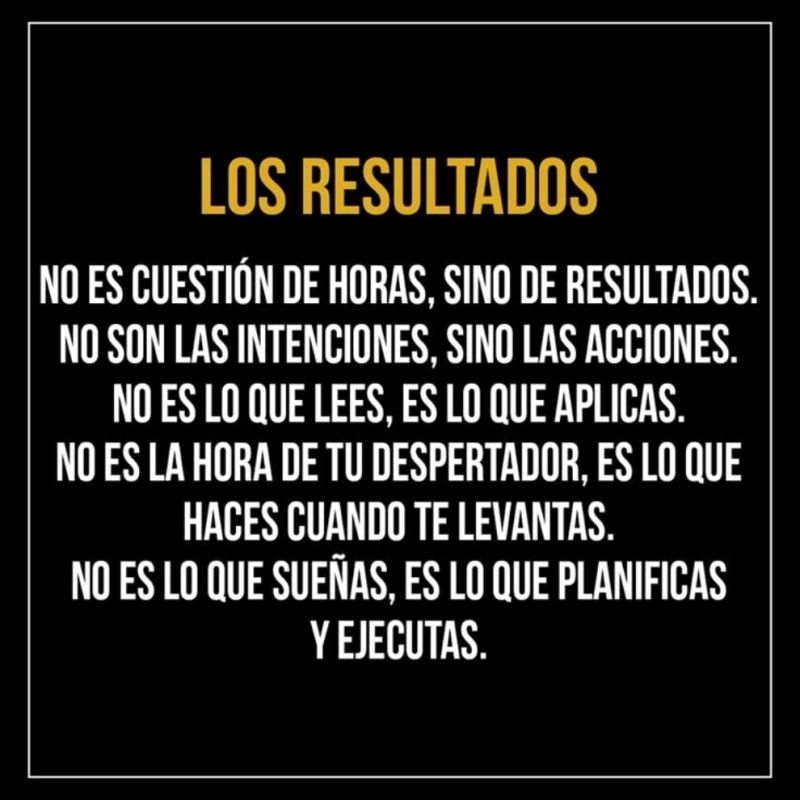 LOS RESULTADOS
NO ES CUESTIÓN DE HORAS, SINO DE RESULTADOS.
NO SON LAS INTENCIONES, SINO LAS ACCIONES.
NO ES LO QUE LEES, ES LO QUE APLICAS.
NO ES LA HORA DE TU DESPERTADOR, ES LO QUE
HACES CUANDO TE LEVANTAS.
NO ES LO QUE SUEÑAS, ES LO QUE PLANIFICAS
Y EJECUTAS.